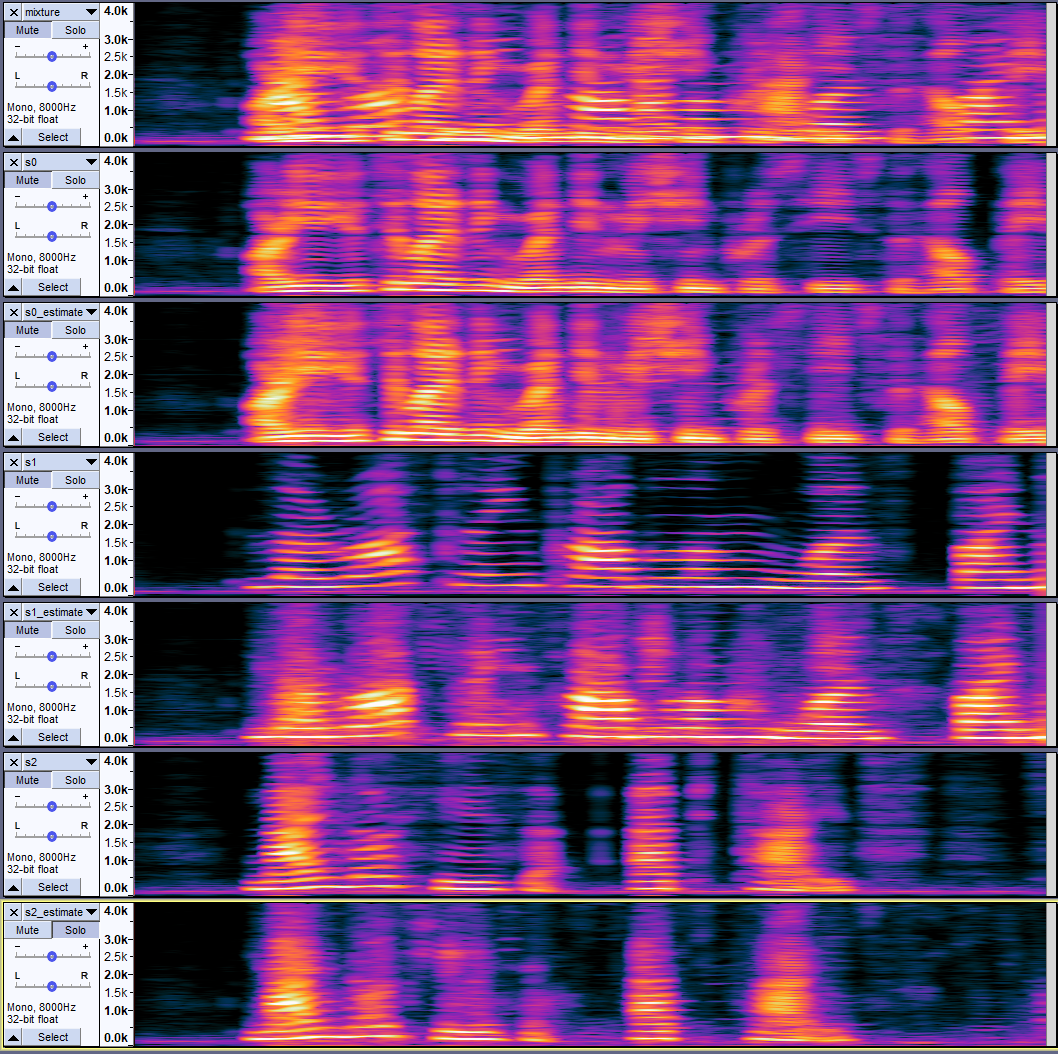 mixture
Mute Solo
- +
L R
Mono, 8000Hz
32-bit float
Select
4.0k
3.0k
2.5k
2.0k
1.5k
1.0k
0.0k
s0
Mute Solo
- +
L R
Mono, 8000Hz
32-bit float
Select
4.0k
3.0k
2.5k
2.0k
1.5k
1.0k
0.0k
s0_estimate
Mute Solo
- +
L R
Mono, 8000Hz
32-bit float
Select
4.0k
3.0k
2.5k
2.0k
1.5k
1.0k
0.0k
s1
Mute Solo
- +
L R
Mono, 8000Hz
32-bit float
Select
4.0k
3.0k
2.5k
2.0k
1.5k
1.0k
0.0k
s1_estimate
Mute Solo
- +
L R
Mono, 8000Hz
32-bit float
Select
4.0k
3.0k
2.5k
2.0k
1.5k
1.0k
0.0k
s2
Mute Solo
- +
L R
Mono, 8000Hz
32-bit float
Select
4.0k
3.0k
2.5k
2.0k
1.5k
1.0k
0.0k
s2_estimate
Mute Solo
- +
L R
Mono, 8000Hz
32-bit float
Select
4.0k
3.0k
2.5k
2.0k
1.5k
1.0k
0.0k